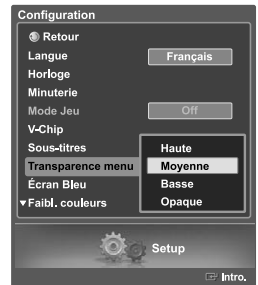 Configuration
Retour
Langue Français
Horloge
Minuterie
Mode Jeu Off
V-Chip
Sous-titres Haute
Transparence menu Moyenne
Écran Bleu Basse
▼Faibl. couleurs Opaque
Setup
Intro.